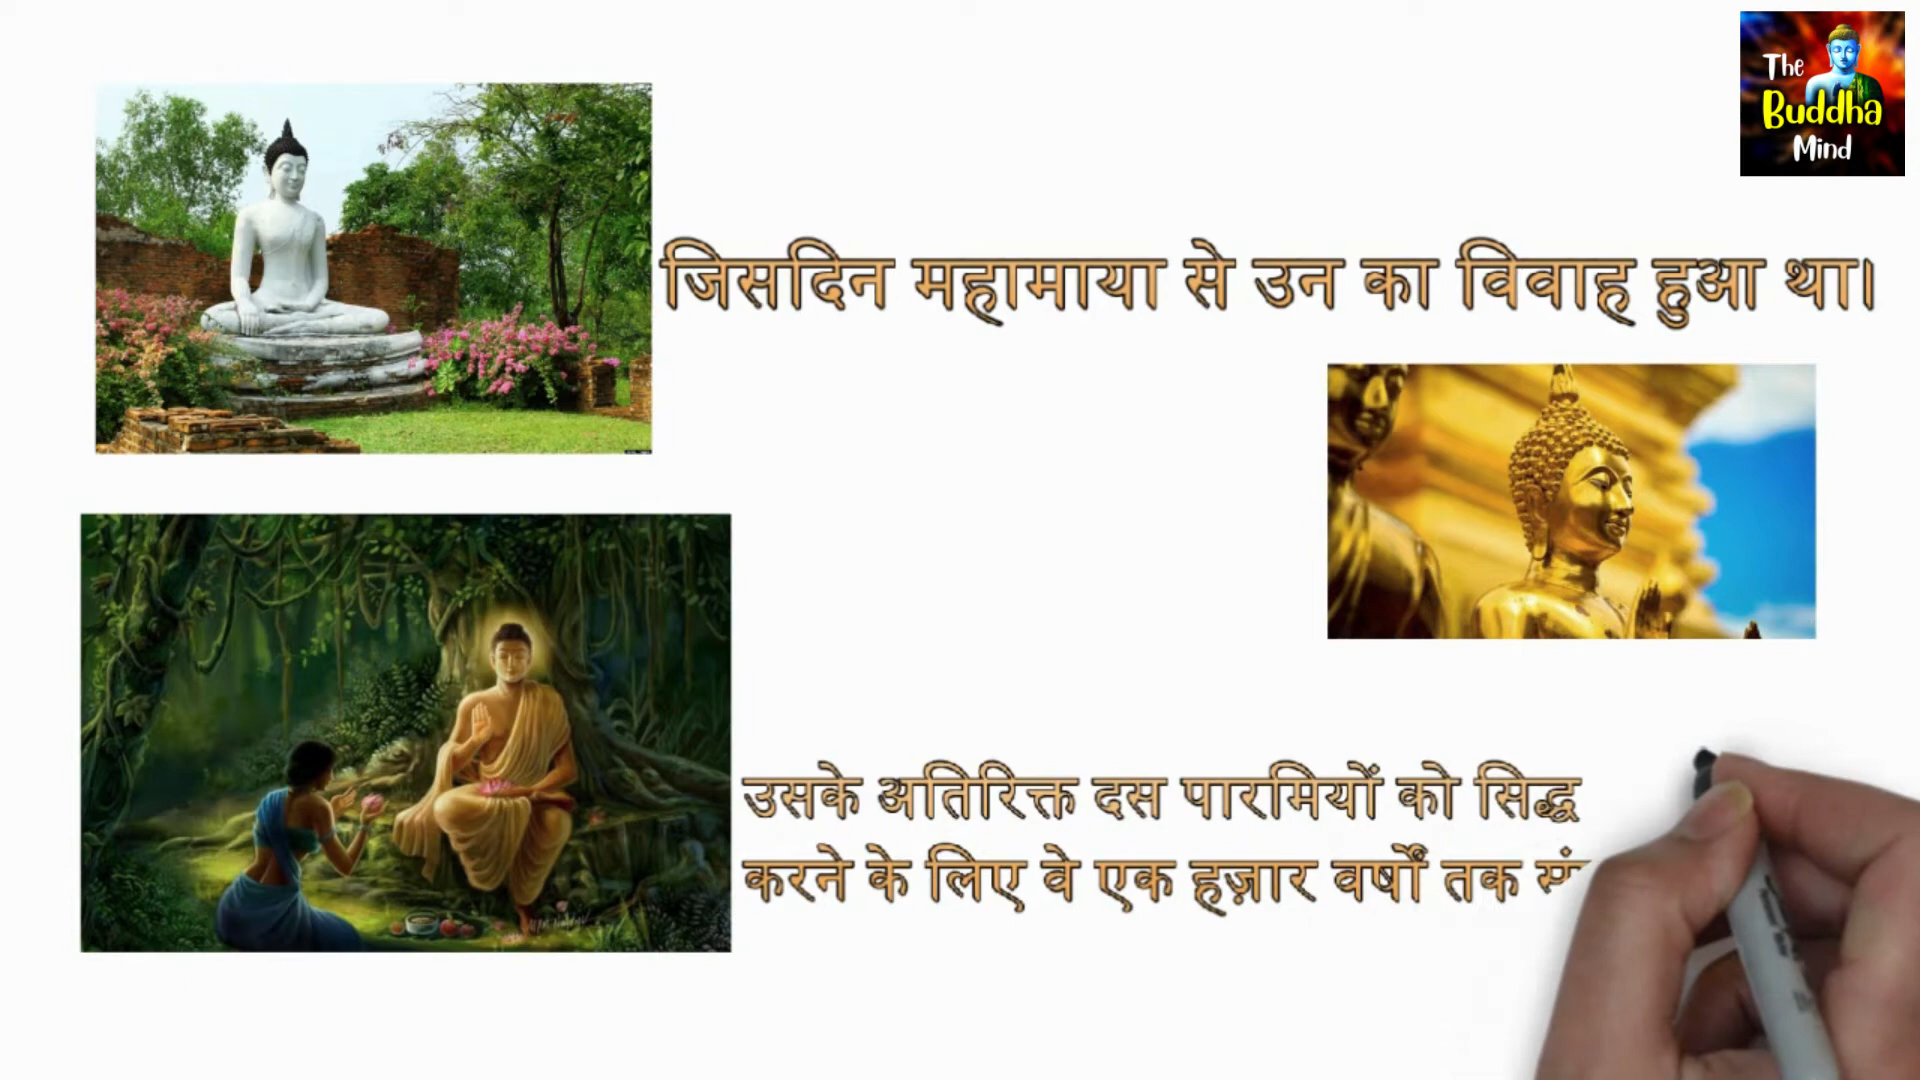 The
Buddha
Mind
जिसदिन महामाया से उन का विवाह हुआ था।
उसके अतिरिक्त दस पारमियों को सिद्ध
करने के लिए वे एक हज़ार वर्षों तक